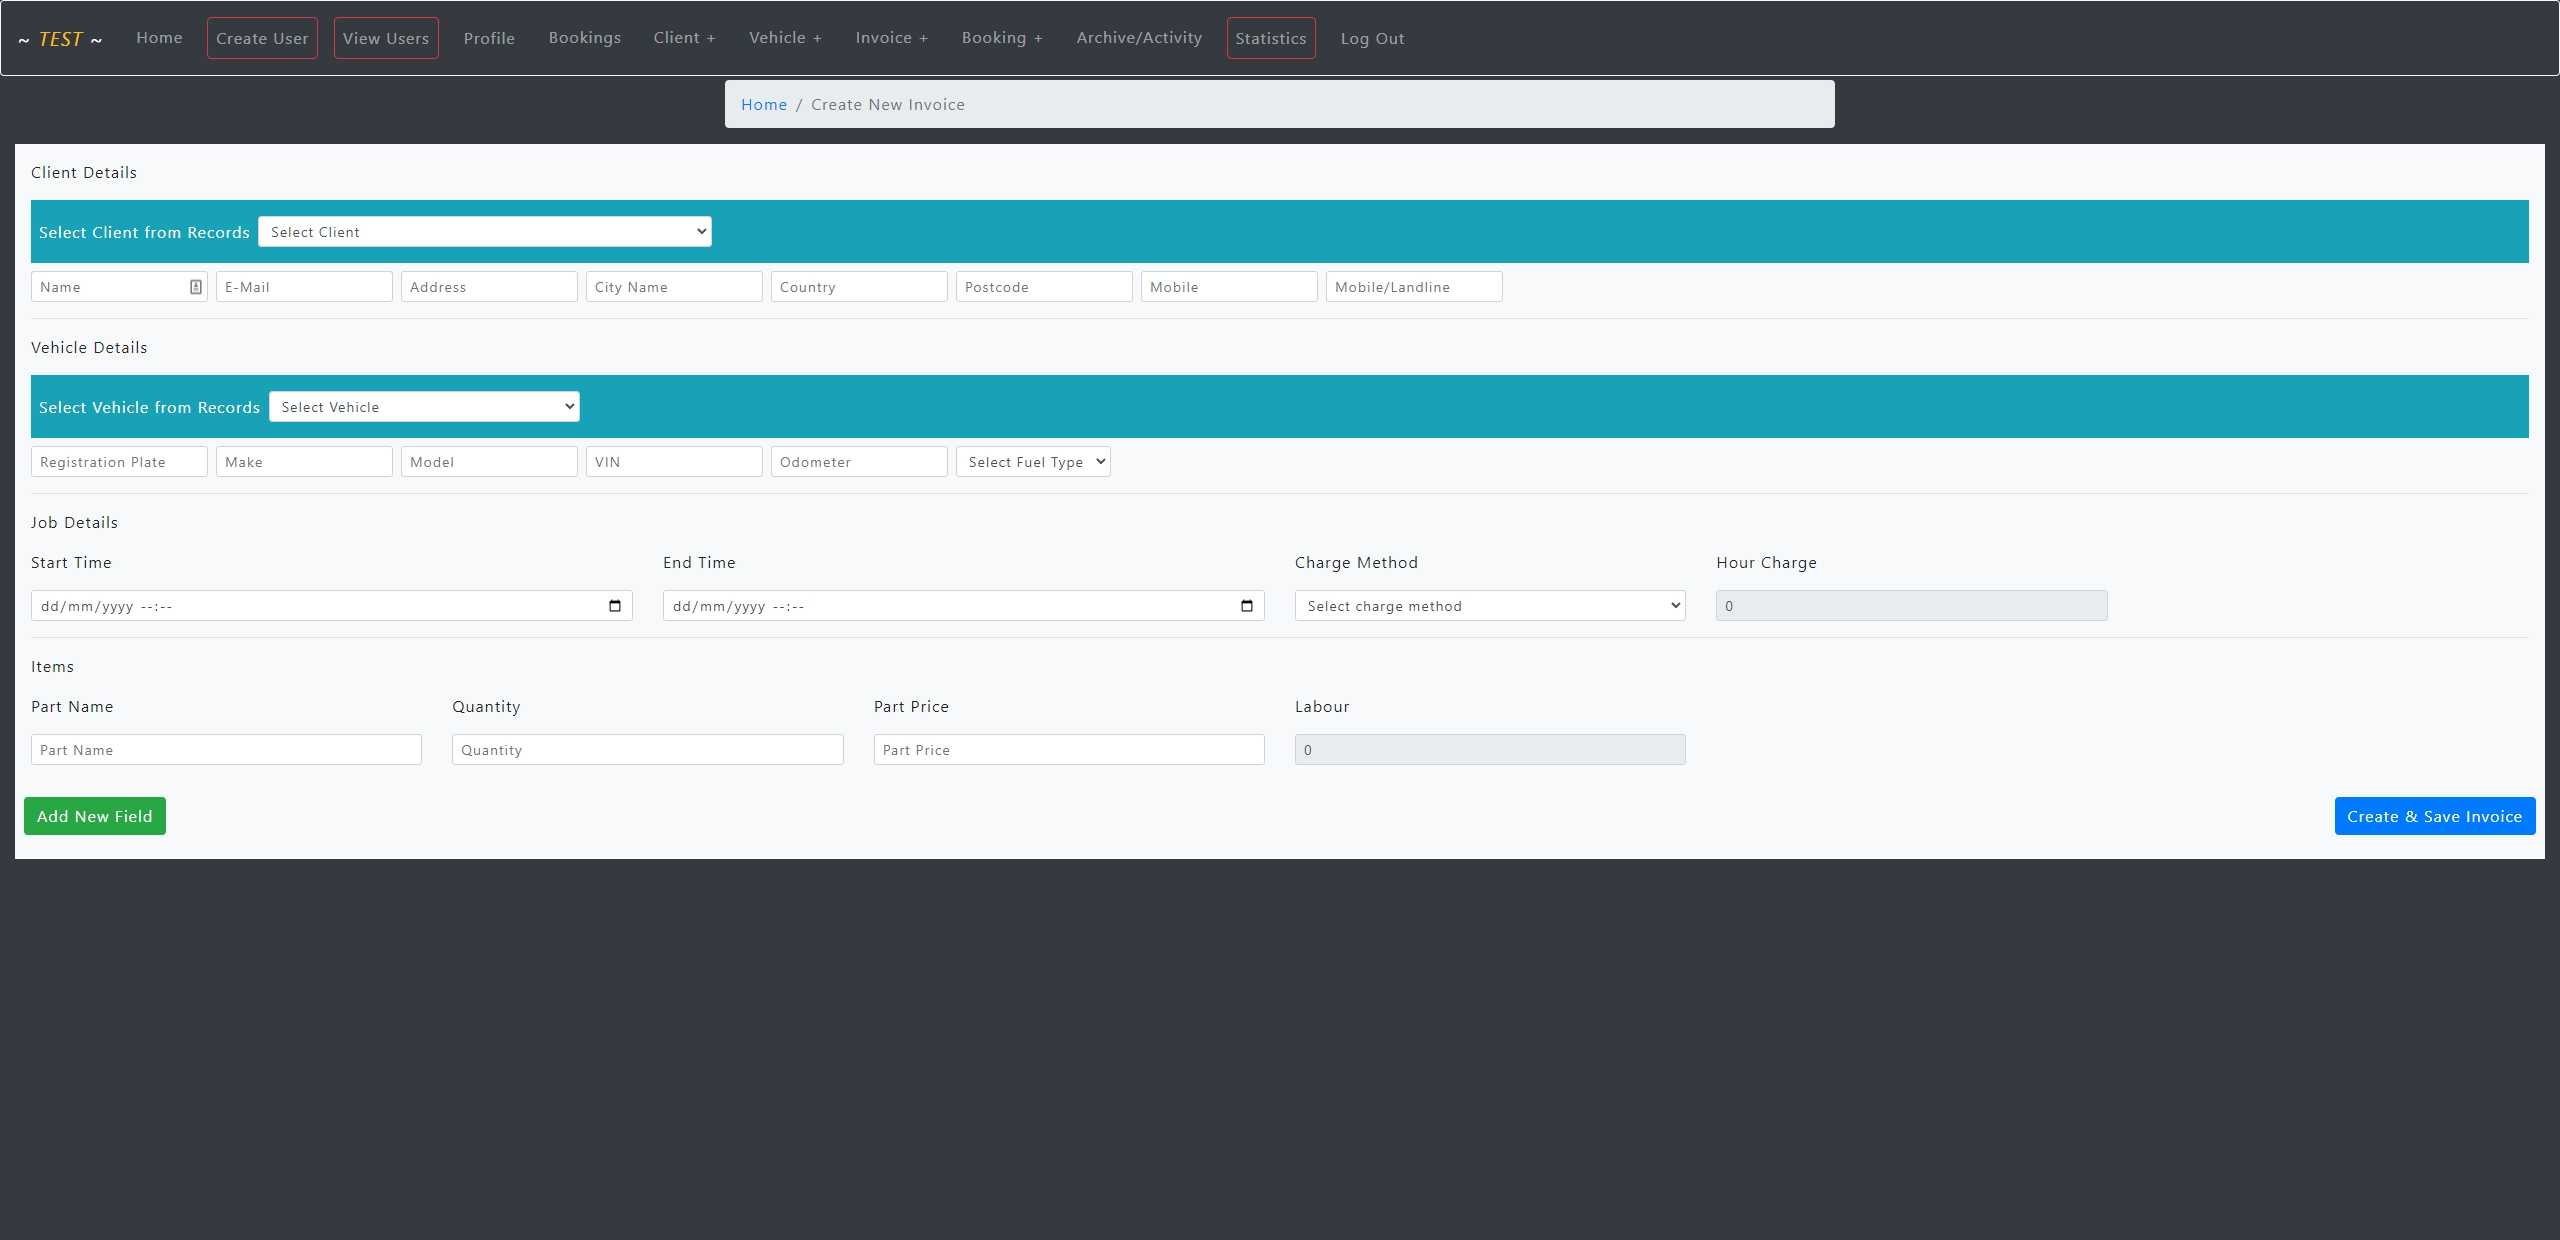 ~ TEST ~ Home Create User View Users Profile Bookings Client + Vehicle + Invoice + Booking + Archive/Activity Statistics Log Out
Home / Create New Invoice
Client Details
Select Client from Records Select Client
Name E-Mail Address City Name Country Postcode Mobile Mobile/Landline
Vehicle Details
Select Vehicle from Records Select Vehicle
Registration Plate Make Model VIN Odometer Select Fuel Type
Job Details
Start Time End Time Charge Method Hour Charge
dd/mm/yyyy --:-- dd/mm/yyyy --:-- Select charge method 0
Items
Part Name Quantity Part Price Labour
Part Name Quantity Part Price 0
Add New Field Create & Save Invoice